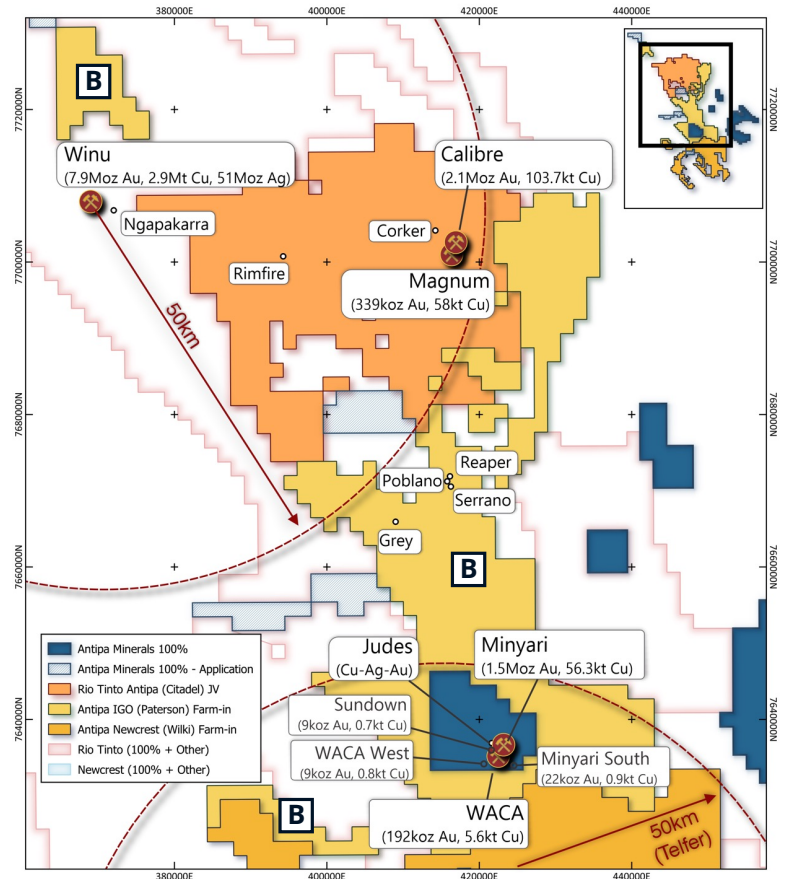 380000E
400000E
420000E
440000E
B
7720000N
7720000N
Winu
(7.9Moz Au, 2.9Mt Cu, 51Moz Ag)
Calibre
(2.1Moz Au, 103.7kt Cu)
Ngapakarra
Corker
Rimfire
7700000N
7700000N
Magnum
(339koz Au, 58kt Cu)
50km
7680000N
7680000N
Reaper
Poblano
Serrano
Grey
B
7660000N
7660000N
Antipa Minerals 100%
Antipa Minerals 100% - Application
Rio Tinto Antipa (Citadel) JV
Antipa IGO (Paterson) Farm-in
Antipa Newcrest (Wilki) Farm-in
Rio Tinto (100% + Other)
Newcrest (100% + Other)
Judes
(Cu-Ag-Au)
Minyari
(1.5Moz Au, 56.3kt Cu)
Sundown
(9koz Au, 0.7kt Cu)
7640000N
7640000N
WACA West
(9koz Au, 0.8kt Cu)
Minyari South
(22koz Au, 0.9kt Cu)
B
WACA
(192koz Au, 5.6kt Cu)
50km
(Telfer)
380000E
400000E
420000E
440000E